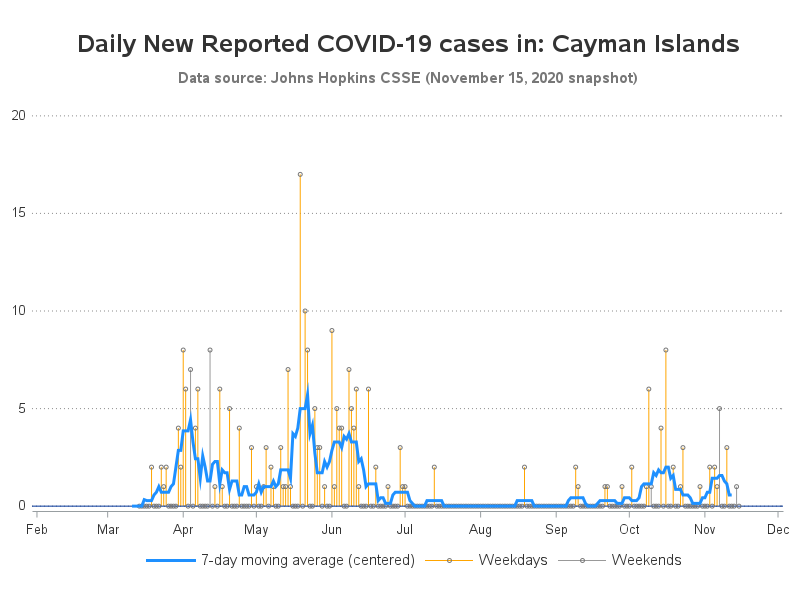 Daily New Reported COVID-19 cases in: Cayman Islands
Data source: Johns Hopkins CSSE (November 15, 2020 snapshot)
20
15
10
5
0
Feb Mar Apr May Jun Jul Aug Sep Oct Nov Dec
7-day moving average (centered) Weekdays Weekends